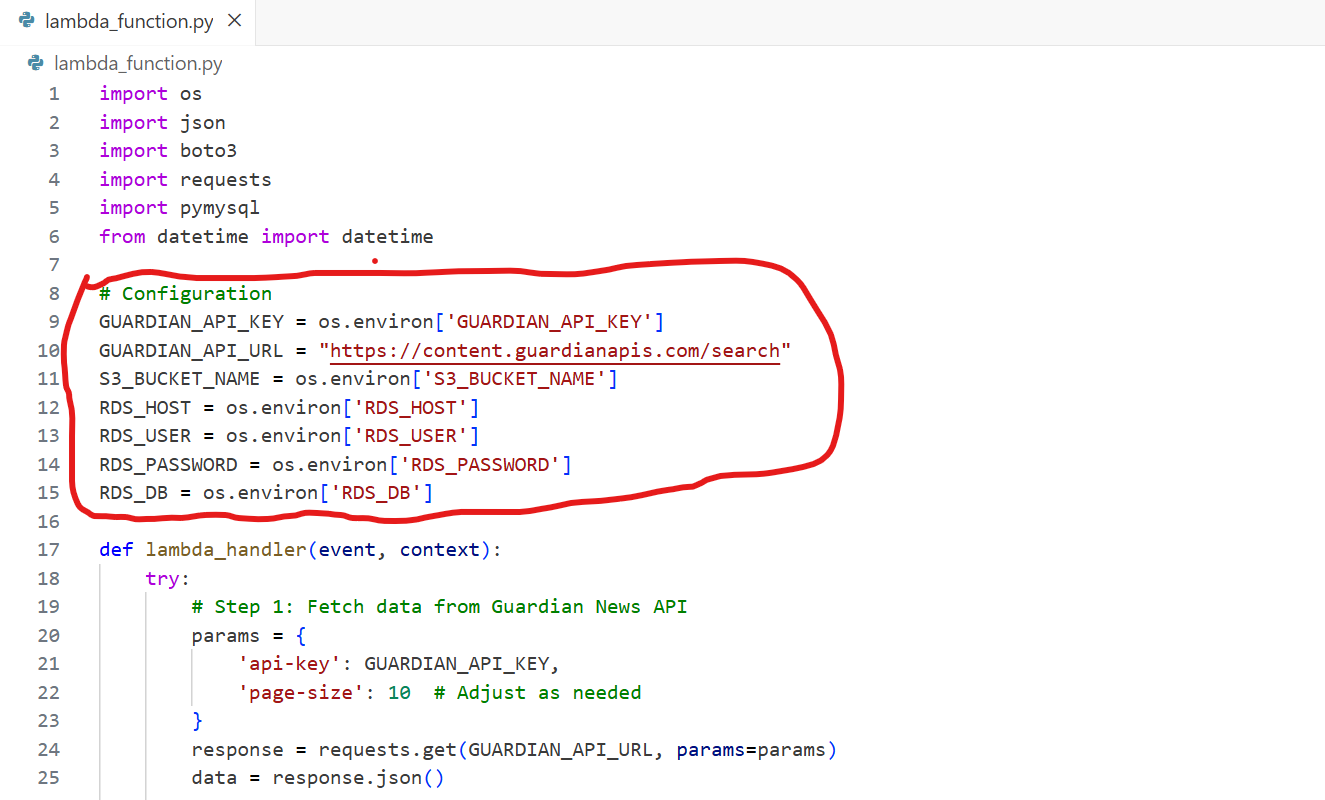 lambda_function.py
lambda_function.py
1 import os
2 import json
3 import boto3
4 import requests
5 import pymysql
6 from datetime import datetime
7
8 # Configuration
9 GUARDIAN_API_KEY = os.environ['GUARDIAN_API_KEY']
10 GUARDIAN_API_URL = "https://content.guardianapis.com/search"
11 S3_BUCKET_NAME = os.environ['S3_BUCKET_NAME']
12 RDS_HOST = os.environ['RDS_HOST']
13 RDS_USER = os.environ['RDS_USER']
14 RDS_PASSWORD = os.environ['RDS_PASSWORD']
15 RDS_DB = os.environ['RDS_DB']
16
17 def lambda_handler(event, context):
18     try:
19         # Step 1: Fetch data from Guardian News API
20         params = {
21             'api-key': GUARDIAN_API_KEY,
22             'page-size': 10  # Adjust as needed
23         }
24         response = requests.get(GUARDIAN_API_URL, params=params)
25         data = response.json()